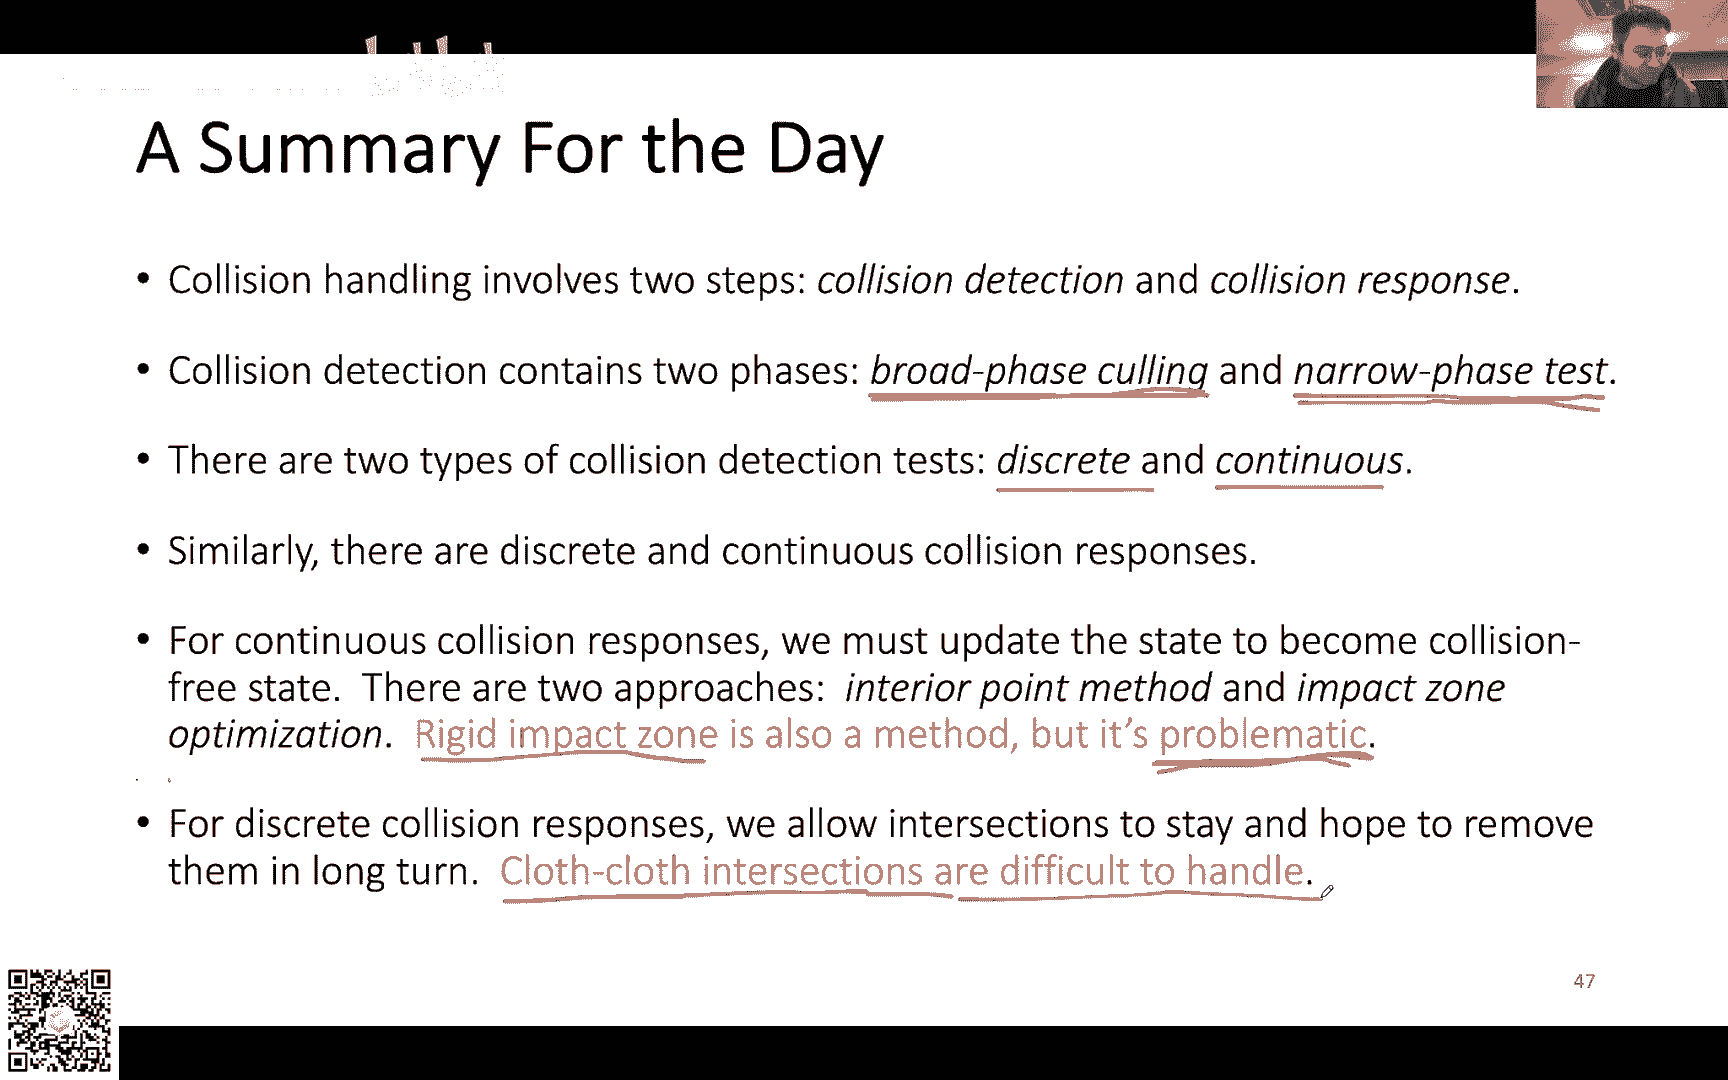 A Summary For the Day
• Collision handling involves two steps: collision detection and collision response.
• Collision detection contains two phases: broad-phase culling and narrow-phase test.
• There are two types of collision detection tests: discrete and continuous.
• Similarly, there are discrete and continuous collision responses.
• For continuous collision responses, we must update the state to become collision-
free state. There are two approaches: interior point method and impact zone
optimization. Rigid impact zone is also a method, but it’s problematic.
• For discrete collision responses, we allow intersections to stay and hope to remove
them in long turn. Cloth-cloth intersections are difficult to handle.
47